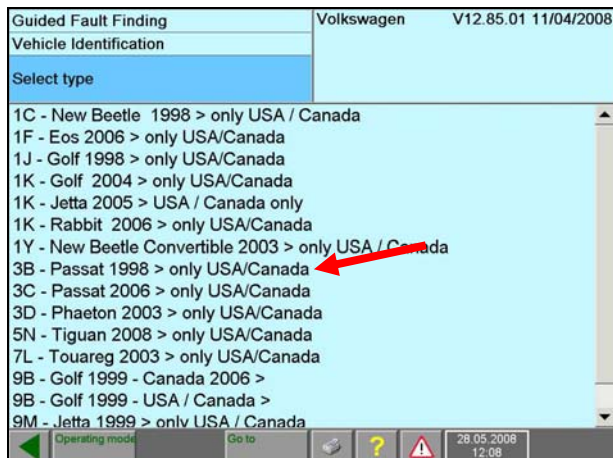 Guided Fault Finding
Volkswagen V12.85.01 11/04/2008
Vehicle Identification
Select type
1C - New Beetle 1998 > only USA / Canada
1F - Eos 2006 > only USA/Canada
1J - Golf 1998 > only USA/Canada
1K - Golf 2004 > only USA/Canada
1K - Jetta 2005 > USA / Canada only
1K - Rabbit 2006 > only USA/Canada
1Y - New Beetle Convertible 2003 > only USA / Canada
3B - Passat 1998 > only USA/Canada
3C - Passat 2006 > only USA/Canada
3D - Phaeton 2003 > only USA/Canada
5N - Tiguan 2008 > only USA/Canada
7L - Touareg 2003 > only USA/Canada
9B - Golf 1999 - Canada 2006 >
9B - Golf 1999 - USA / Canada >
9M - Jetta 1999 > only USA / Canada
Operating mode Go to ? 28.05.2008
12:08